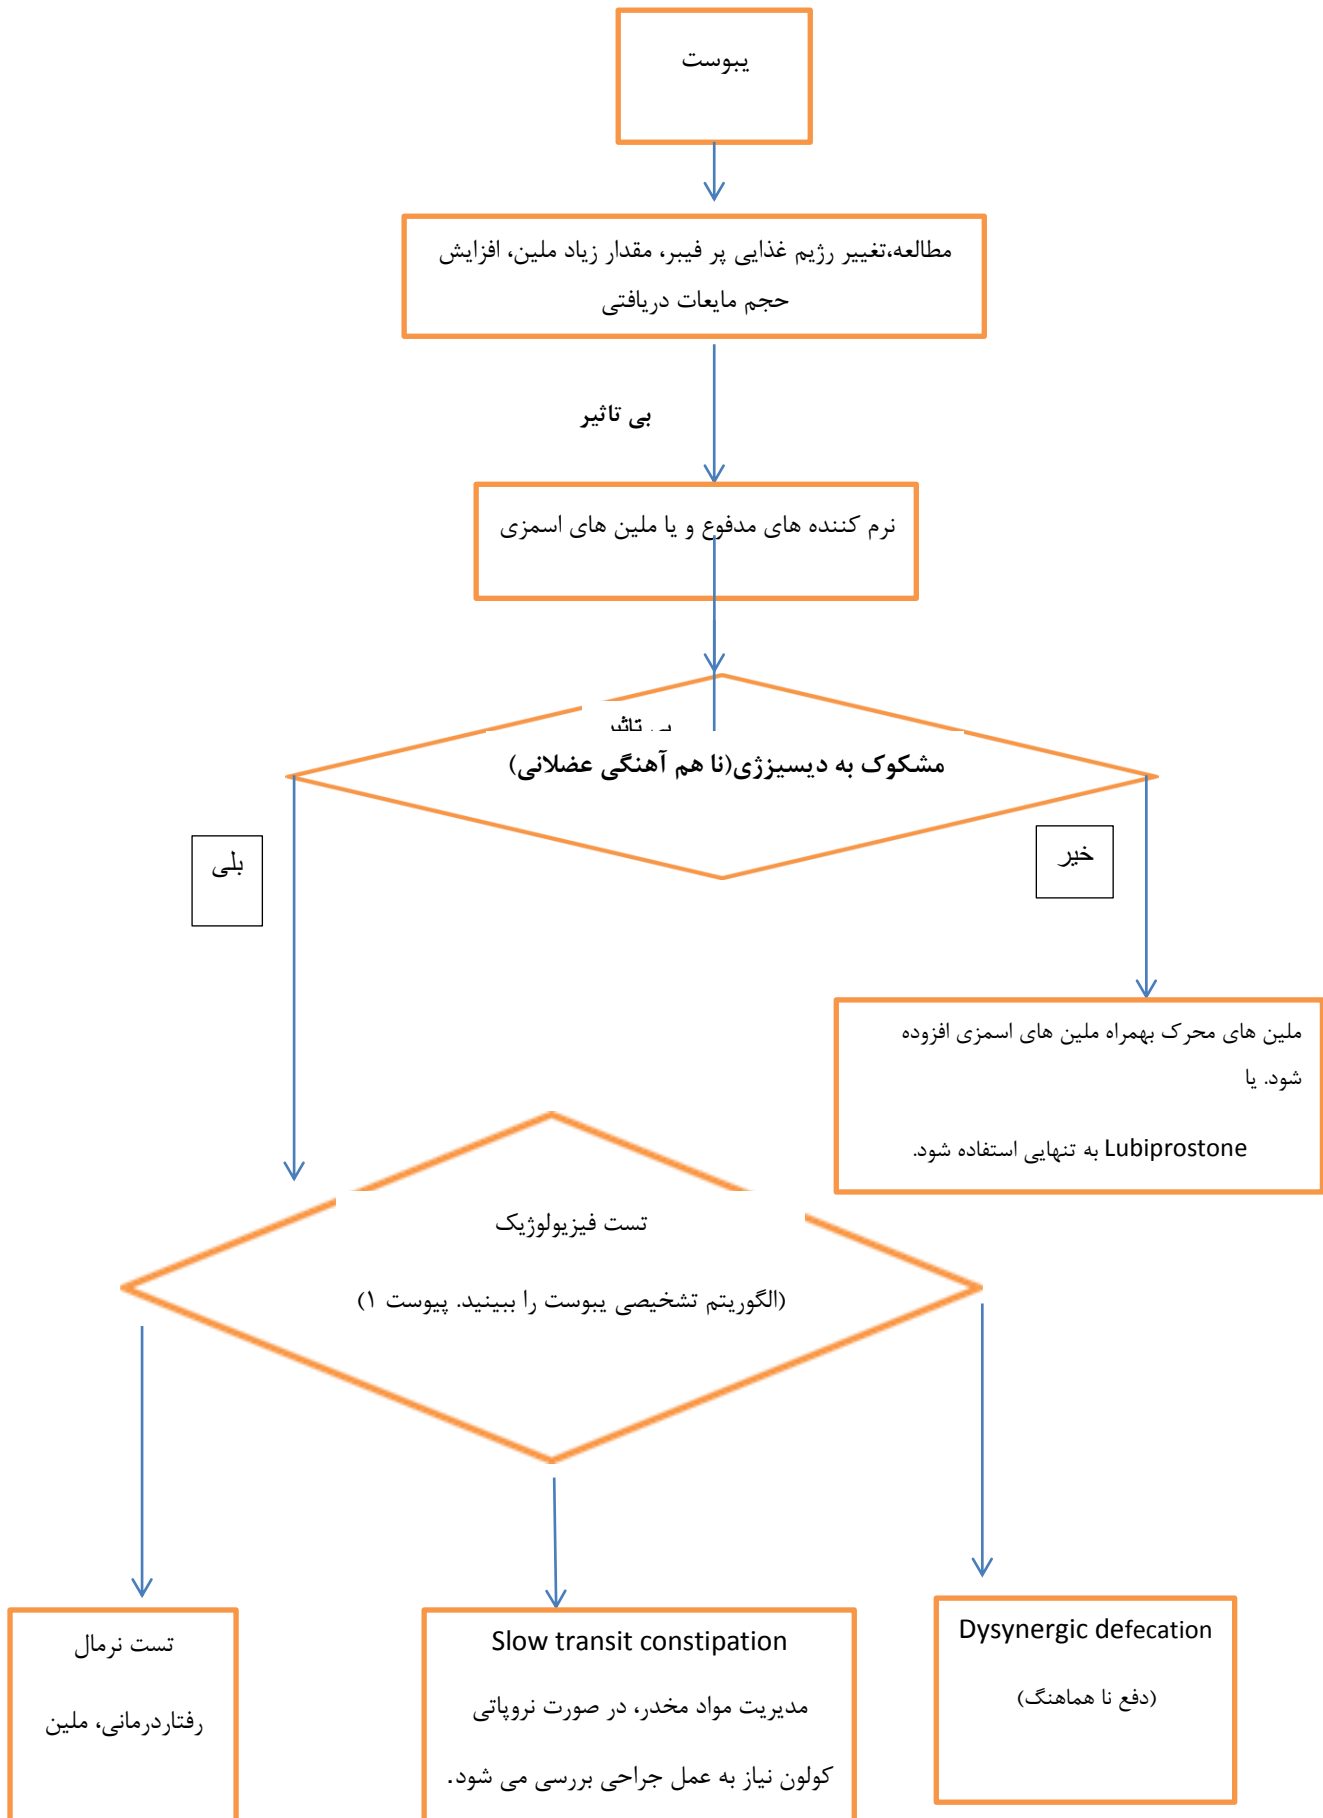 یبوست
مطالعه،تغییر رژیم غذایی پر فیبر، مقدار زیاد ملین، افزایش
حجم مایعات دریافتی
بی تاثیر
نرم کننده های مدفوع و یا ملین های اسمزی
بی تاثیر
مشکوک به دیسیزژی(نا هم آهنگی عضلانی)
بلی
خیر
ملین های محرک بهمراه ملین های اسمزی افزوده
شود. یا
Lubiprostone به تنهایی استفاده شود.
تست فیزیولوژیک
(الگوریتم تشخیصی یبوست را ببینید. پیوست ۱)
تست نرمال
رفتاردرمانی، ملین
Slow transit constipation
مدیریت مواد مخدر، در صورت نروپاتی
کولون نیاز به عمل جراحی بررسی می شود.
Dysynergic defecation
(دفع نا هماهنگ)